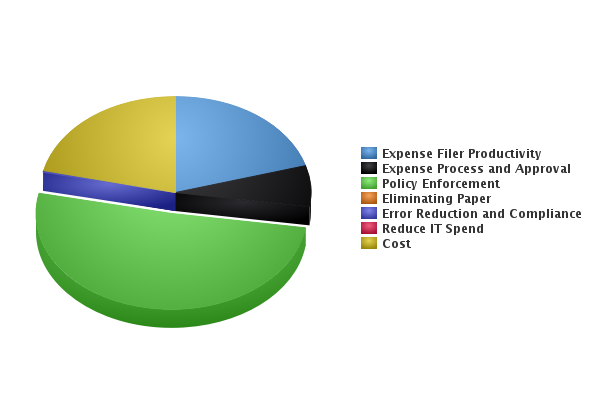 Expense Filer Productivity
Expense Process and Approval
Policy Enforcement
Eliminating Paper
Error Reduction and Compliance
Reduce IT Spend
Cost